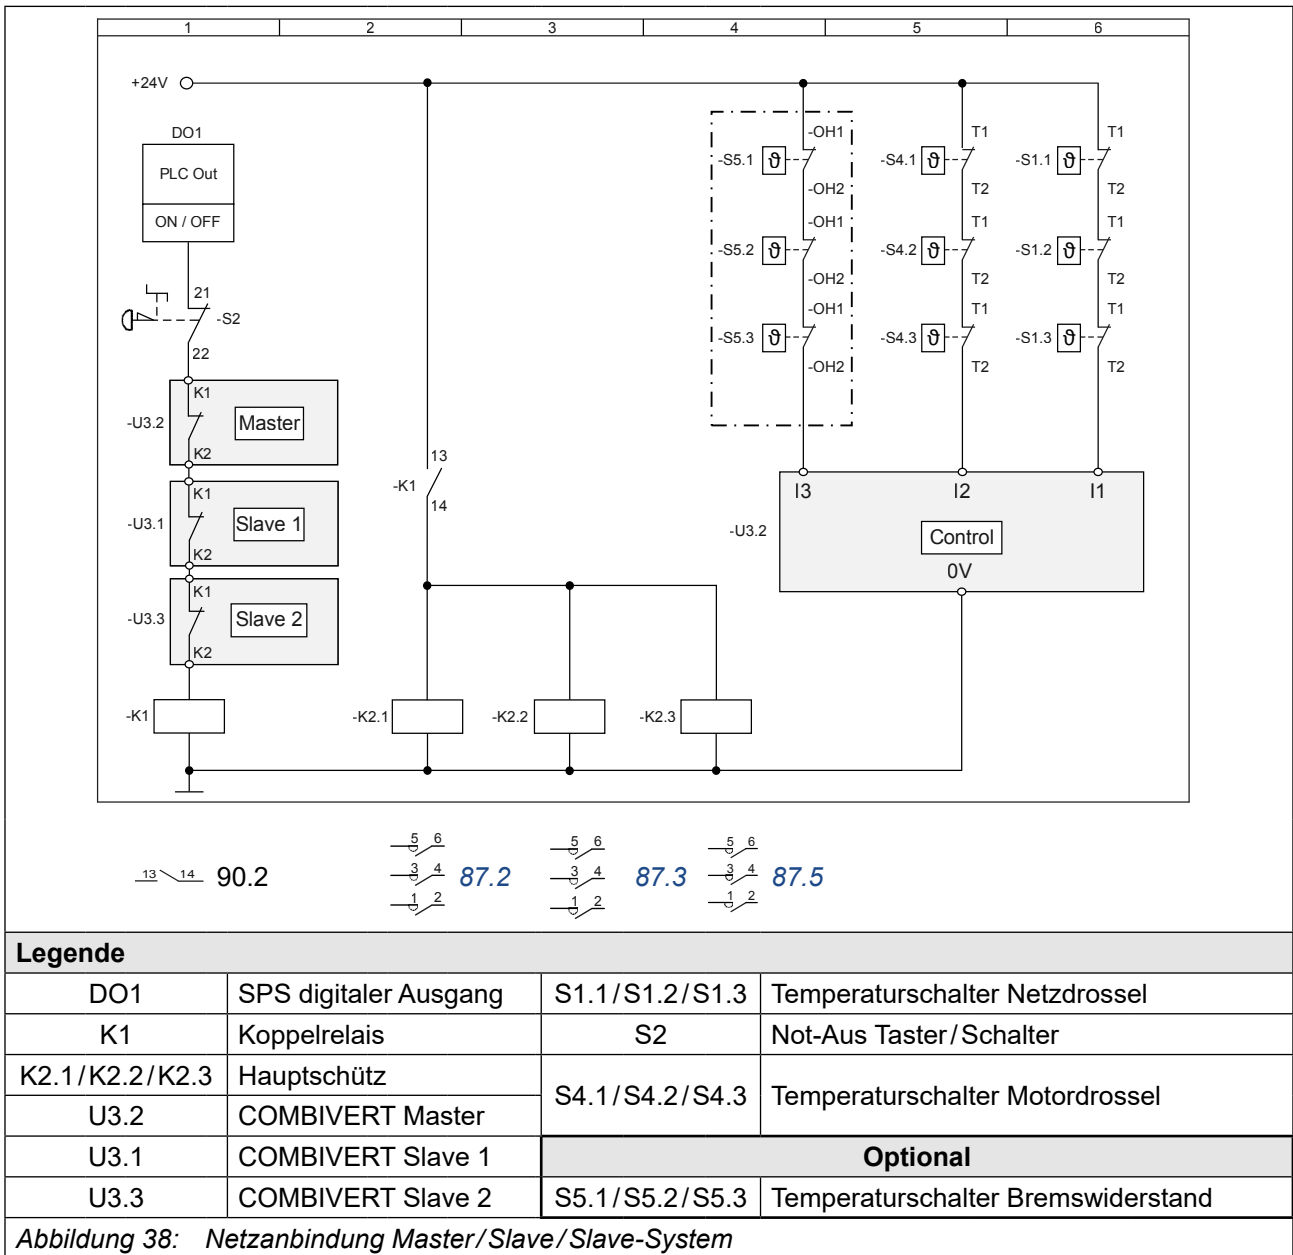 1 2 3 4 5 6
+24V
DO1
PLC Out
ON / OFF
21
-S2
22
K1
-U3.2 Master
K2
K1
-U3.1 Slave 1
K2
K1
-U3.3 Slave 2
K2
-K1
13
-K1
14
-K2.1 -K2.2 -K2.3
-OH1 T1 T1
-S5.1 ϑ -S4.1 ϑ -S1.1 ϑ
-OH2 T2 T2
-OH1 T1 T1
-S5.2 ϑ -S4.2 ϑ -S1.2 ϑ
-OH2 T2 T2
-OH1 T1 T1
-S5.3 ϑ -S4.3 ϑ -S1.3 ϑ
-OH2 T2 T2
I3 I2 I1
-U3.2 Control
0V
13 14 90.2
5 6
3 4 87.2
1 2
5 6
3 4 87.3
1 2
5 6
3 4 87.5
1 2
Legende
DO1 SPS digitaler Ausgang S1.1/S1.2/S1.3 Temperaturschalter Netzdrossel
K1 Koppelrelais S2 Not-Aus Taster/Schalter
K2.1/K2.2/K2.3 Hauptschütz S4.1/S4.2/S4.3 Temperaturschalter Motordrossel
U3.2 COMBIVERT Master
U3.1 COMBIVERT Slave 1 Optional
U3.3 COMBIVERT Slave 2 S5.1/S5.2/S5.3 Temperaturschalter Bremswiderstand
Abbildung 38: Netzanbindung Master/Slave/Slave-System